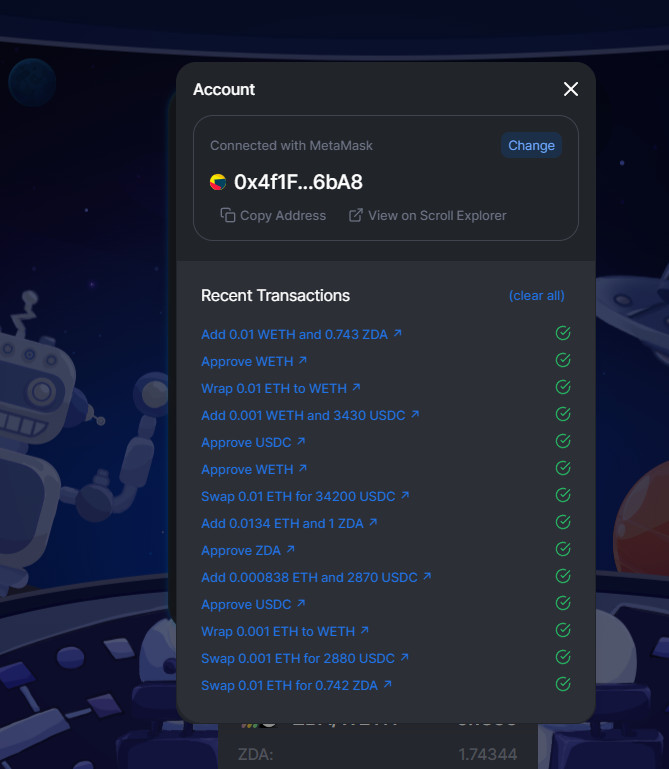 Account
Connected with MetaMask
Change
0x4f1F...6bA8
Copy Address
View on Scroll Explorer
Recent Transactions
(clear all)
Add 0.01 WETH and 0.743 ZDA ↗
Approve WETH ↗
Wrap 0.01 ETH to WETH ↗
Add 0.001 WETH and 3430 USDC ↗
Approve USDC ↗
Approve WETH ↗
Swap 0.01 ETH for 34200 USDC ↗
Add 0.0134 ETH and 1 ZDA ↗
Approve ZDA ↗
Add 0.000838 ETH and 2870 USDC ↗
Approve USDC ↗
Wrap 0.001 ETH to WETH ↗
Swap 0.001 ETH for 2880 USDC ↗
Swap 0.01 ETH for 0.742 ZDA ↗
ZDA: 1.74344